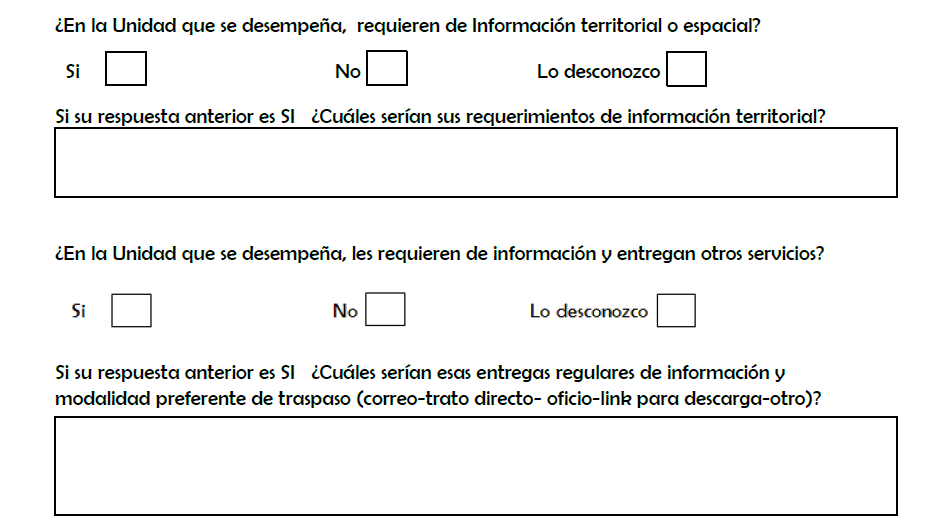 ¿En la Unidad que se desempeña, requieren de Información territorial o espacial?
Si No Lo desconozco
Si su respuesta anterior es SI ¿Cuáles serían sus requerimientos de información territorial?
¿En la Unidad que se desempeña, les requieren de información y entregan otros servicios?
Si No Lo desconozco
Si su respuesta anterior es SI ¿Cuáles serían esas entregas regulares de información y
modalidad preferente de traspaso (correo-trato directo- oficio-link para descarga-otro)?